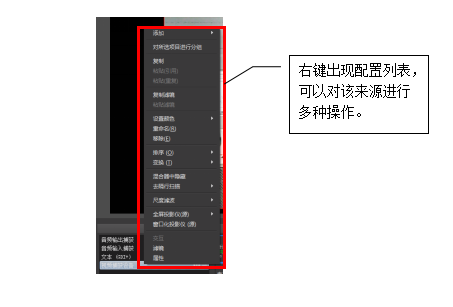 添加
对所选项目进行分组
复制
粘贴(引用)
粘贴(复制)
复制滤镜
粘贴滤镜
设置颜色
重命名(R)
移除(E)
排序 (O)
变换 (T)
混合器中隐藏
去隔行扫描
尺度滤波
全屏投影仪(源)
窗口化投影仪 (源)
滤镜
属性
音频输出捕获
音频输入捕获
文本 (GDI+)
右键出现配置列表,
可以对该来源进行
多种操作。